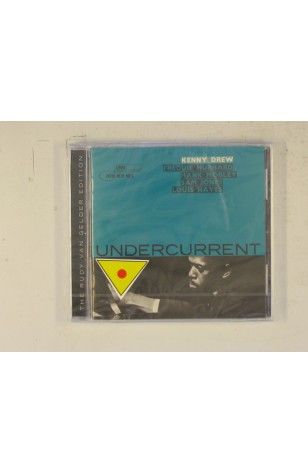 KENNY DREW
FREDDIE HUBBARD
HANK MOBLEY
SAM JONES
LOUIS HAYES
UNDERCURRENT
THE RUDY VAN GELDER EDITION